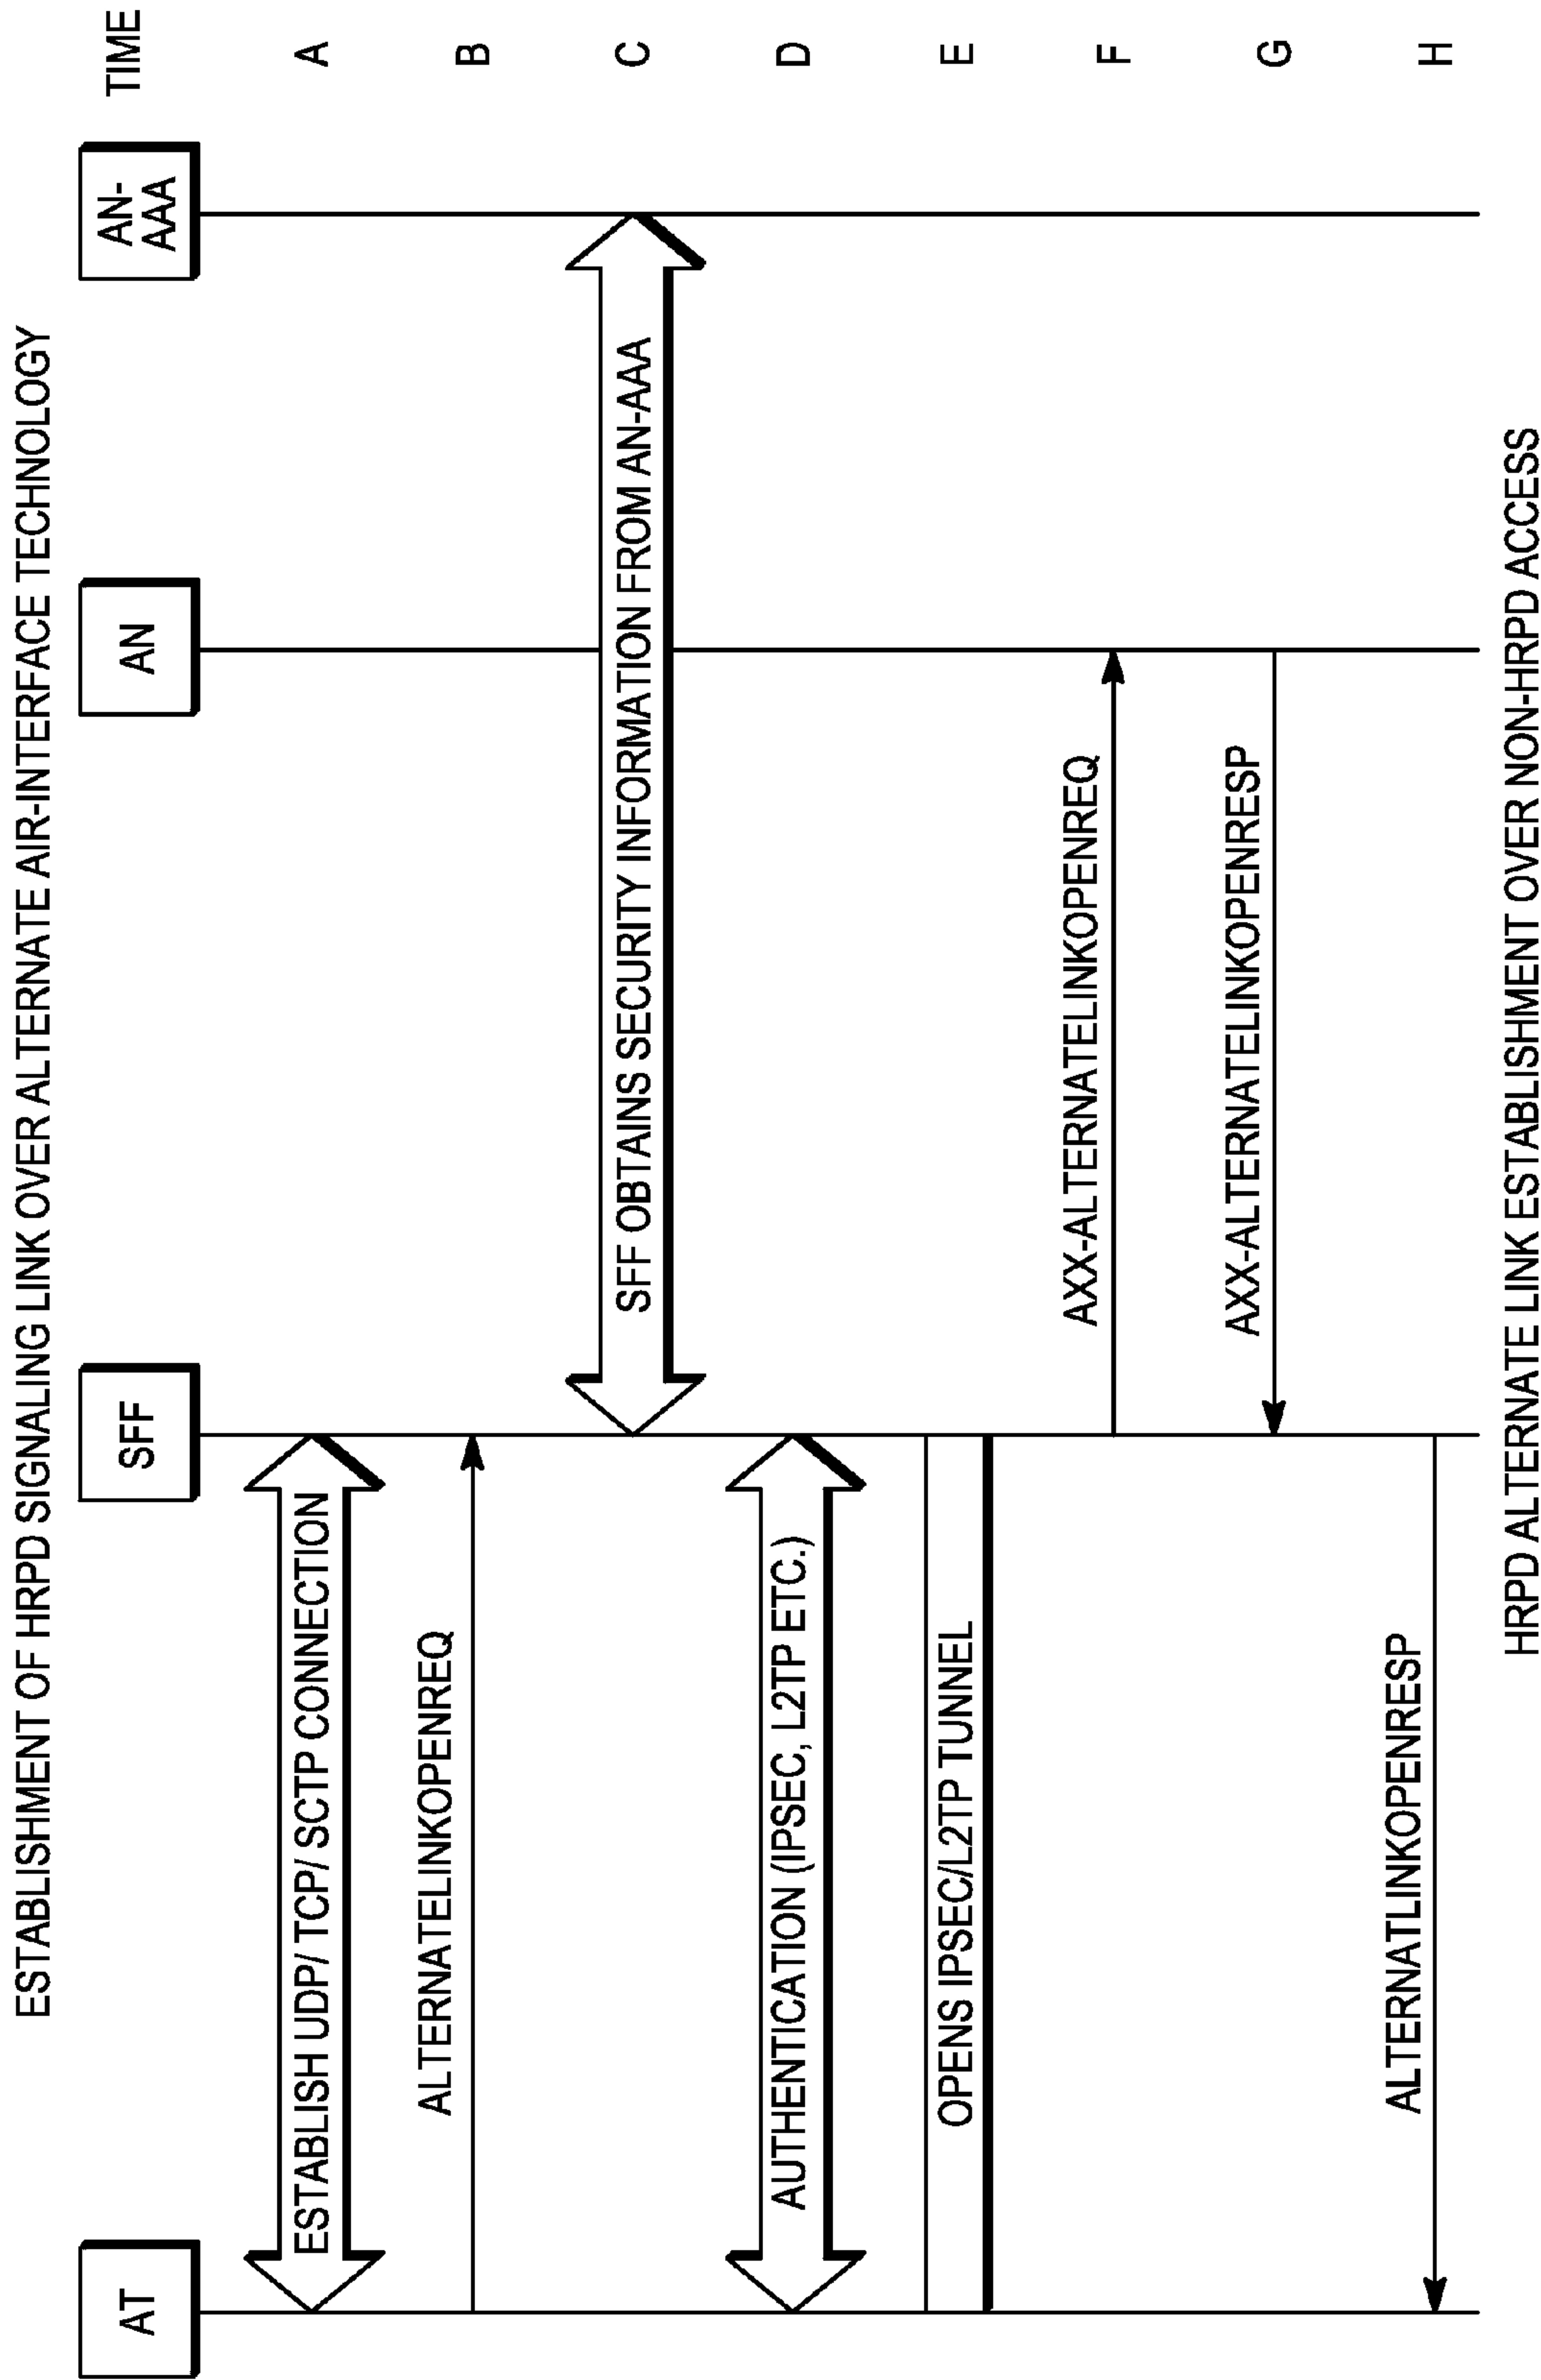 ESTABLISHMENT OF HRPD SIGNALING LINK OVER ALTERNATE AIR-INTERFACE TECHNOLOGY
AT
SFF
AN
AN-
AAA
TIME
ESTABLISH UDP/ TCP/ SCTP CONNECTION
A
ALTERNATELINKOPENREQ
B
SFF OBTAINS SECURITY INFORMATION FROM AN-AAA
C
AUTHENTICATION (IPSEC, L2TP ETC.)
D
OPENS IPSEC/L2TP TUNNEL
E
AXX-ALTERNATELINKOPENREQ
F
AXX-ALTERNATELINKOPENRESP
G
ALTERNATLINKOPENRESP
H
HRPD ALTERNATE LINK ESTABLISHMENT OVER NON-HRPD ACCESS